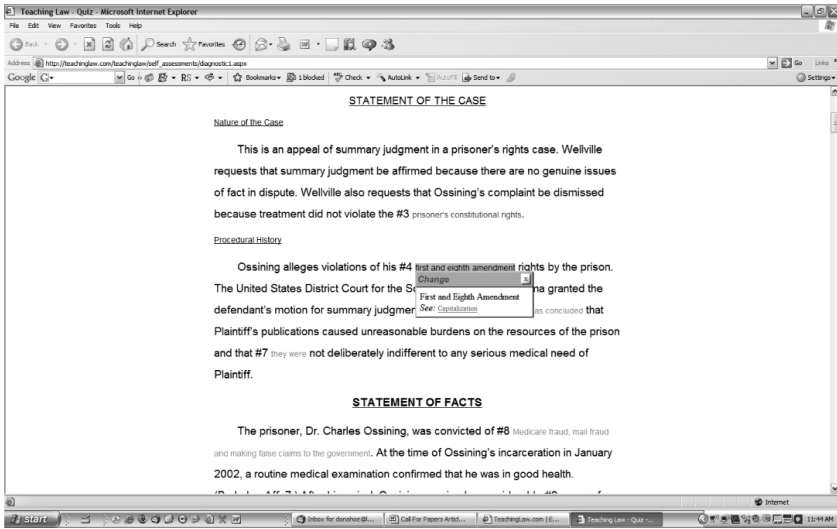 Teaching Law - Quiz - Microsoft Internet Explorer
File Edit View Favorites Tools Help
Back Search Favorites
Address http://teachinglaw.com/teachinglaw/self_assessments/diagnostic1.aspx Go Links
Google G Go RS Bookmarks 1 blocked Check AutoLink AutoFill Send to Settings
STATEMENT OF THE CASE
Nature of the Case
This is an appeal of summary judgment in a prisoner's rights case. Wellville
requests that summary judgment be affirmed because there are no genuine issues
of fact in dispute. Wellville also requests that Ossining's complaint be dismissed
because treatment did not violate the #3 prisoner's constitutional rights.
Procedural History
Ossining alleges violations of his #4 first and eighth amendment rights by the prison.
Change x
The United States District Court for the So ma granted the
First and Eighth Amendment
defendant's motion for summary judgmen as concluded that
See: Capitalization
Plaintiff's publications caused unreasonable burdens on the resources of the prison
and that #7 they were not deliberately indifferent to any serious medical need of
Plaintiff.
STATEMENT OF FACTS
The prisoner, Dr. Charles Ossining, was convicted of #8 Medicare fraud, mail fraud
and making false claims to the government. At the time of Ossining's incarceration in January
2002, a routine medical examination confirmed that he was in good health.
Internet
start Inbox for donahoe@... Call For Papers Articl... TeachingLaw.com | E... Teaching Law - Quiz -... 11:44 AM